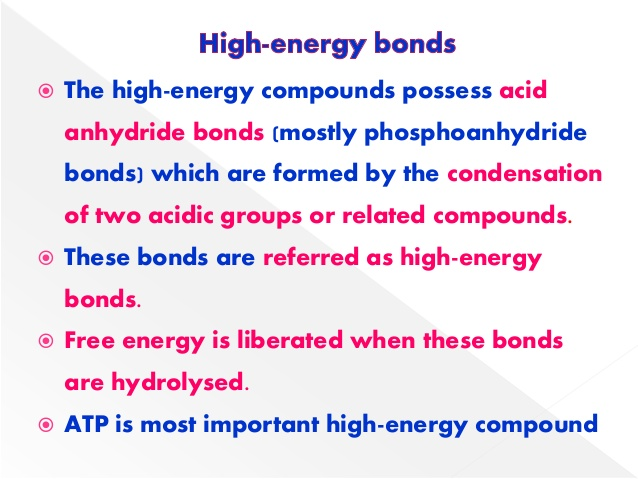 High-energy bonds
The high-energy compounds possess acid
anhydride bonds (mostly phosphoanhydride
bonds) which are formed by the condensation
of two acidic groups or related compounds.
These bonds are referred as high-energy
bonds.
Free energy is liberated when these bonds
are hydrolysed.
ATP is most important high-energy compound